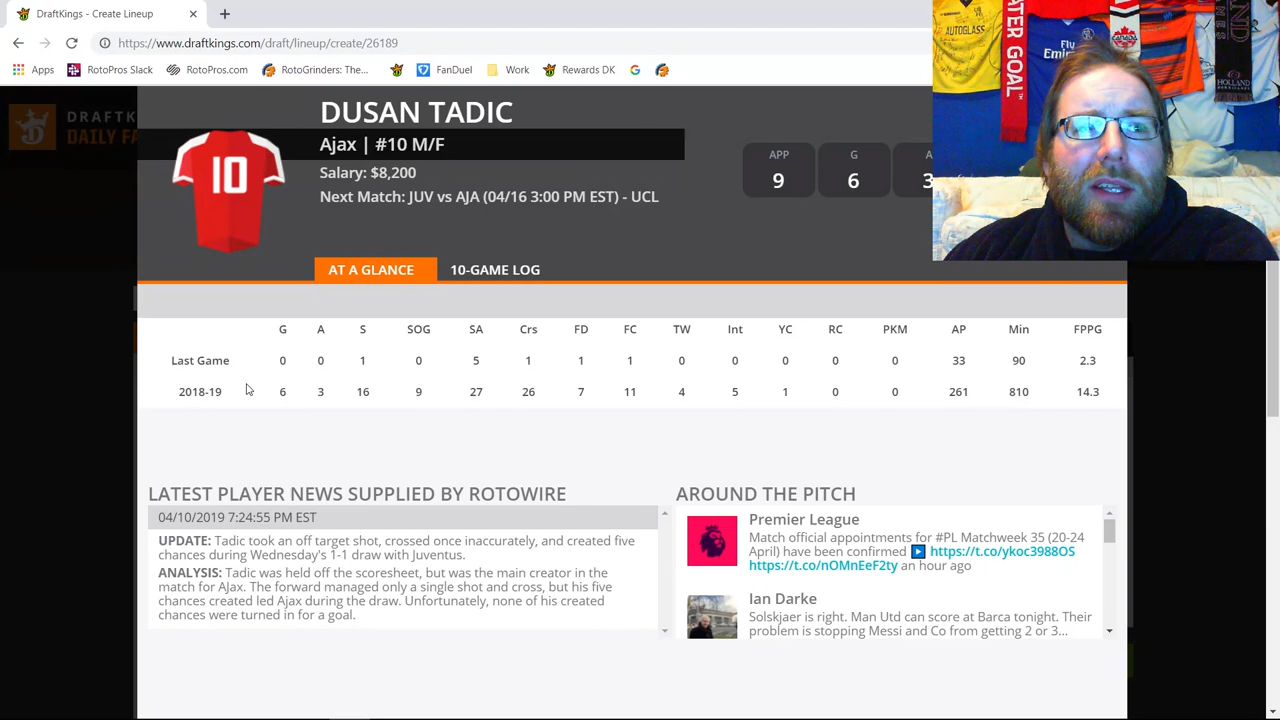 DraftKings - Create Lineup
https://www.draftkings.com/draft/lineup/create/26189
Apps RotoPros Slack RotoPros.com RotoGrinders: The... FanDuel Work Rewards DK
DRAFTK
DAILY FA
DUSAN TADIC
Ajax | #10 M/F
Salary: $8,200
Next Match: JUV vs AJA (04/16 3:00 PM EST) - UCL
10
APP G A
9 6 3
AT A GLANCE 10-GAME LOG
G A S SOG SA Crs FD FC TW Int YC RC PKM AP Min FPPG
Last Game 0 0 1 0 5 1 1 1 0 0 0 0 0 33 90 2.3
2018-19 6 3 16 9 27 26 7 11 4 5 1 0 0 261 810 14.3
LATEST PLAYER NEWS SUPPLIED BY ROTOWIRE
04/10/2019 7:24:55 PM EST
UPDATE: Tadic took an off target shot, crossed once inaccurately, and created five
chances during Wednesday's 1-1 draw with Juventus.
ANALYSIS: Tadic was held off the scoresheet, but was the main creator in the
match for AJax. The forward managed only a single shot and cross, but his five
chances created led Ajax during the draw. Unfortunately, none of his created
chances were turned in for a goal.
AROUND THE PITCH
Premier League
Match official appointments for #PL Matchweek 35 (20-24
April) have been confirmed https://t.co/ykoc3988OS
https://t.co/nOMnEeF2ty an hour ago
Ian Darke
Solskjaer is right. Man Utd can score at Barca tonight. Their
problem is stopping Messi and Co from getting 2 or 3...
AUTOGLASS
ATER GOAL
Fly
Emir
CANADA
HOLLAND